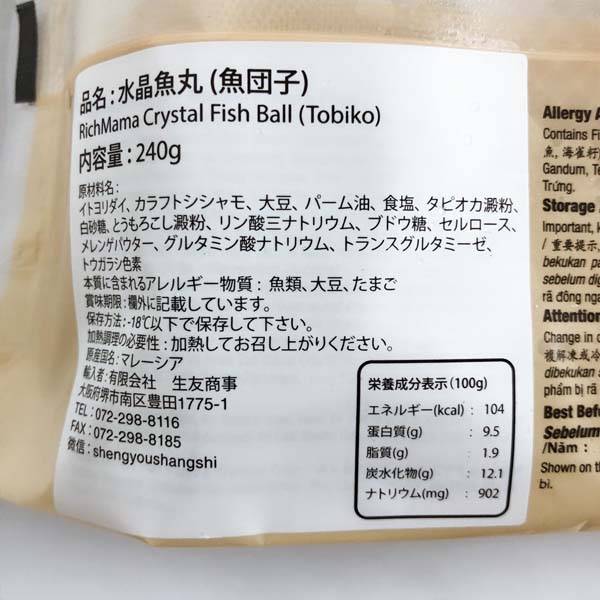 品名：水晶魚丸 (魚団子)
RichMama Crystal Fish Ball (Tobiko)
内容量：240g
原材料名：
イトヨリダイ、カラフトシシャモ、大豆、パーム油、食塩、タピオカ澱粉、
白砂糖、とうもろこし澱粉、リン酸三ナトリウム、ブドウ糖、セルロース、
メレンゲパウター、グルタミン酸ナトリウム、トランスグルタミーゼ、
トウガラシ色素
本質に含まれるアレルギー物質：魚類、大豆、たまご
賞味期限：欄外に記載しています。
保存方法：-18℃以下で保存して下さい。
加熱調理の必要性：加熱してお召し上がりください。
原産国名：マレーシア
輸入者：有限会社 生友商事
大阪府堺市南区豊田1775-1
TEL：072-298-8116
FAX：072-298-8185
微信：shengyoushangshi
栄養成分表示 (100g)
エネルギー(kcal) : 104
蛋白質(g) : 9.5
脂質(g) : 1.9
炭水化物(g) : 12.1
ナトリウム(mg) : 902
Allergy
Contains
魚, 海雀籽
Gandum,
Trứng.
Storage
Important,
/ 重要提示
bekukan
sebelum
rã đông
Attention
Change in
複解凍或
dibekukan
phẩm bị rã
Best
Sebelum
/Năm :
Shown on
bì.